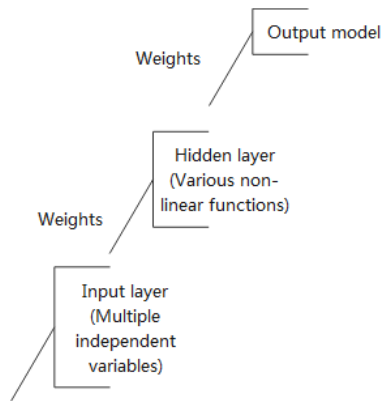 Output model
Weights
Hidden layer
(Various non-
linear functions)
Weights
Input layer
(Multiple
independent
variables)